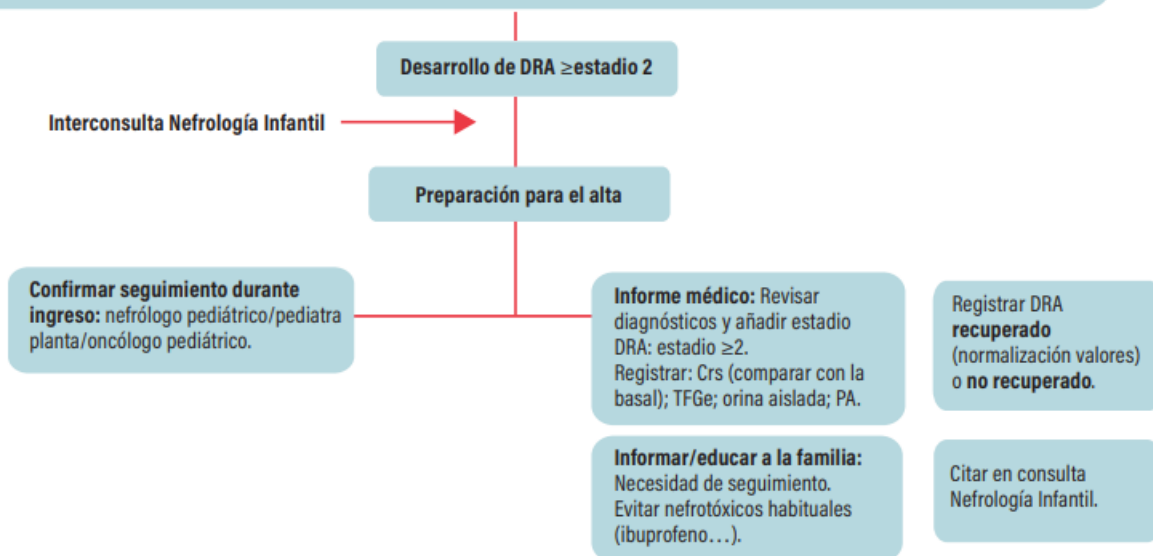 Desarrollo de DRA ≥estadio 2
Interconsulta Nefrología Infantil
Preparación para el alta
Confirmar seguimiento durante
ingreso: nefrólogo pediátrico/pediatra
planta/oncólogo pediátrico.
Informe médico: Revisar
diagnósticos y añadir estadio
DRA: estadio ≥2.
Registrar: Crs (comparar con la
basal); TFGe; orina aislada; PA.
Registrar DRA
recuperado
(normalización valores)
o no recuperado.
Informar/educar a la familia:
Necesidad de seguimiento.
Evitar nefrotóxicos habituales
(ibuprofeno…).
Citar en consulta
Nefrología Infantil.